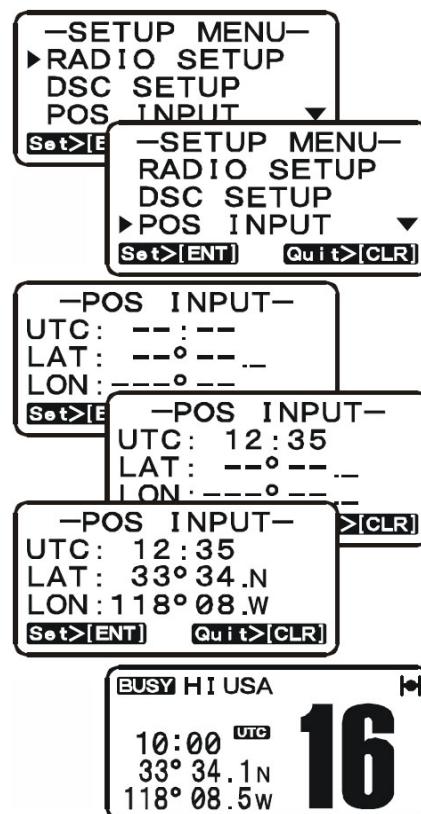 —SETUP MENU—
▶RADIO SETUP
DSC SETUP
POS INPUT ▼
Set>[E
—SETUP MENU—
RADIO SETUP
DSC SETUP
▶POS INPUT ▼
Set>[ENT] Quit>[CLR]
—POS INPUT—
UTC: --:--
LAT: --°--._
LON:---°--
Set>[E
—POS INPUT—
UTC: 12:35
LAT: --°--._
LON:---°--._
>[CLR]
—POS INPUT—
UTC: 12:35
LAT: 33°34.N
LON:118°08.W
Set>[ENT] Quit>[CLR]
BUSY HI USA
16
10:00 UTC
33°34.1N
118°08.5W